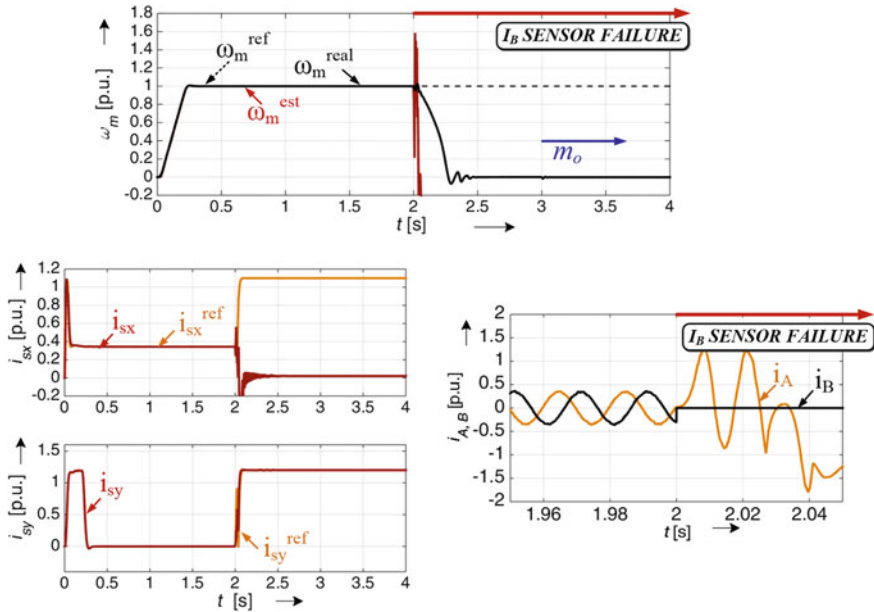 1.8
1.6
1.4
1.2
1
0.8
0.6
0.4
0.2
0
-0.2
ω_m [p.u.]
I_B SENSOR FAILURE
ω_m^ref
ω_m^real
ω_m^est
m_o
0 0.5 1 1.5 2 2.5 3 3.5 4
t [s]
1.2
1
0.8
0.6
0.4
0.2
0
-0.2
i_sx [p.u.]
i_sx
i_sx^ref
0 0.5 1 1.5 2 2.5 3 3.5 4
1
0.5
0
i_sy [p.u.]
i_sy
i_sy^ref
0 0.5 1 1.5 2 2.5 3 3.5 4
t [s]
2
1.5
1
0.5
0
-0.5
-1
-1.5
-2
i_A, B [p.u.]
I_B SENSOR FAILURE
i_A
i_B
1.96 1.98 2 2.02 2.04
t [s]